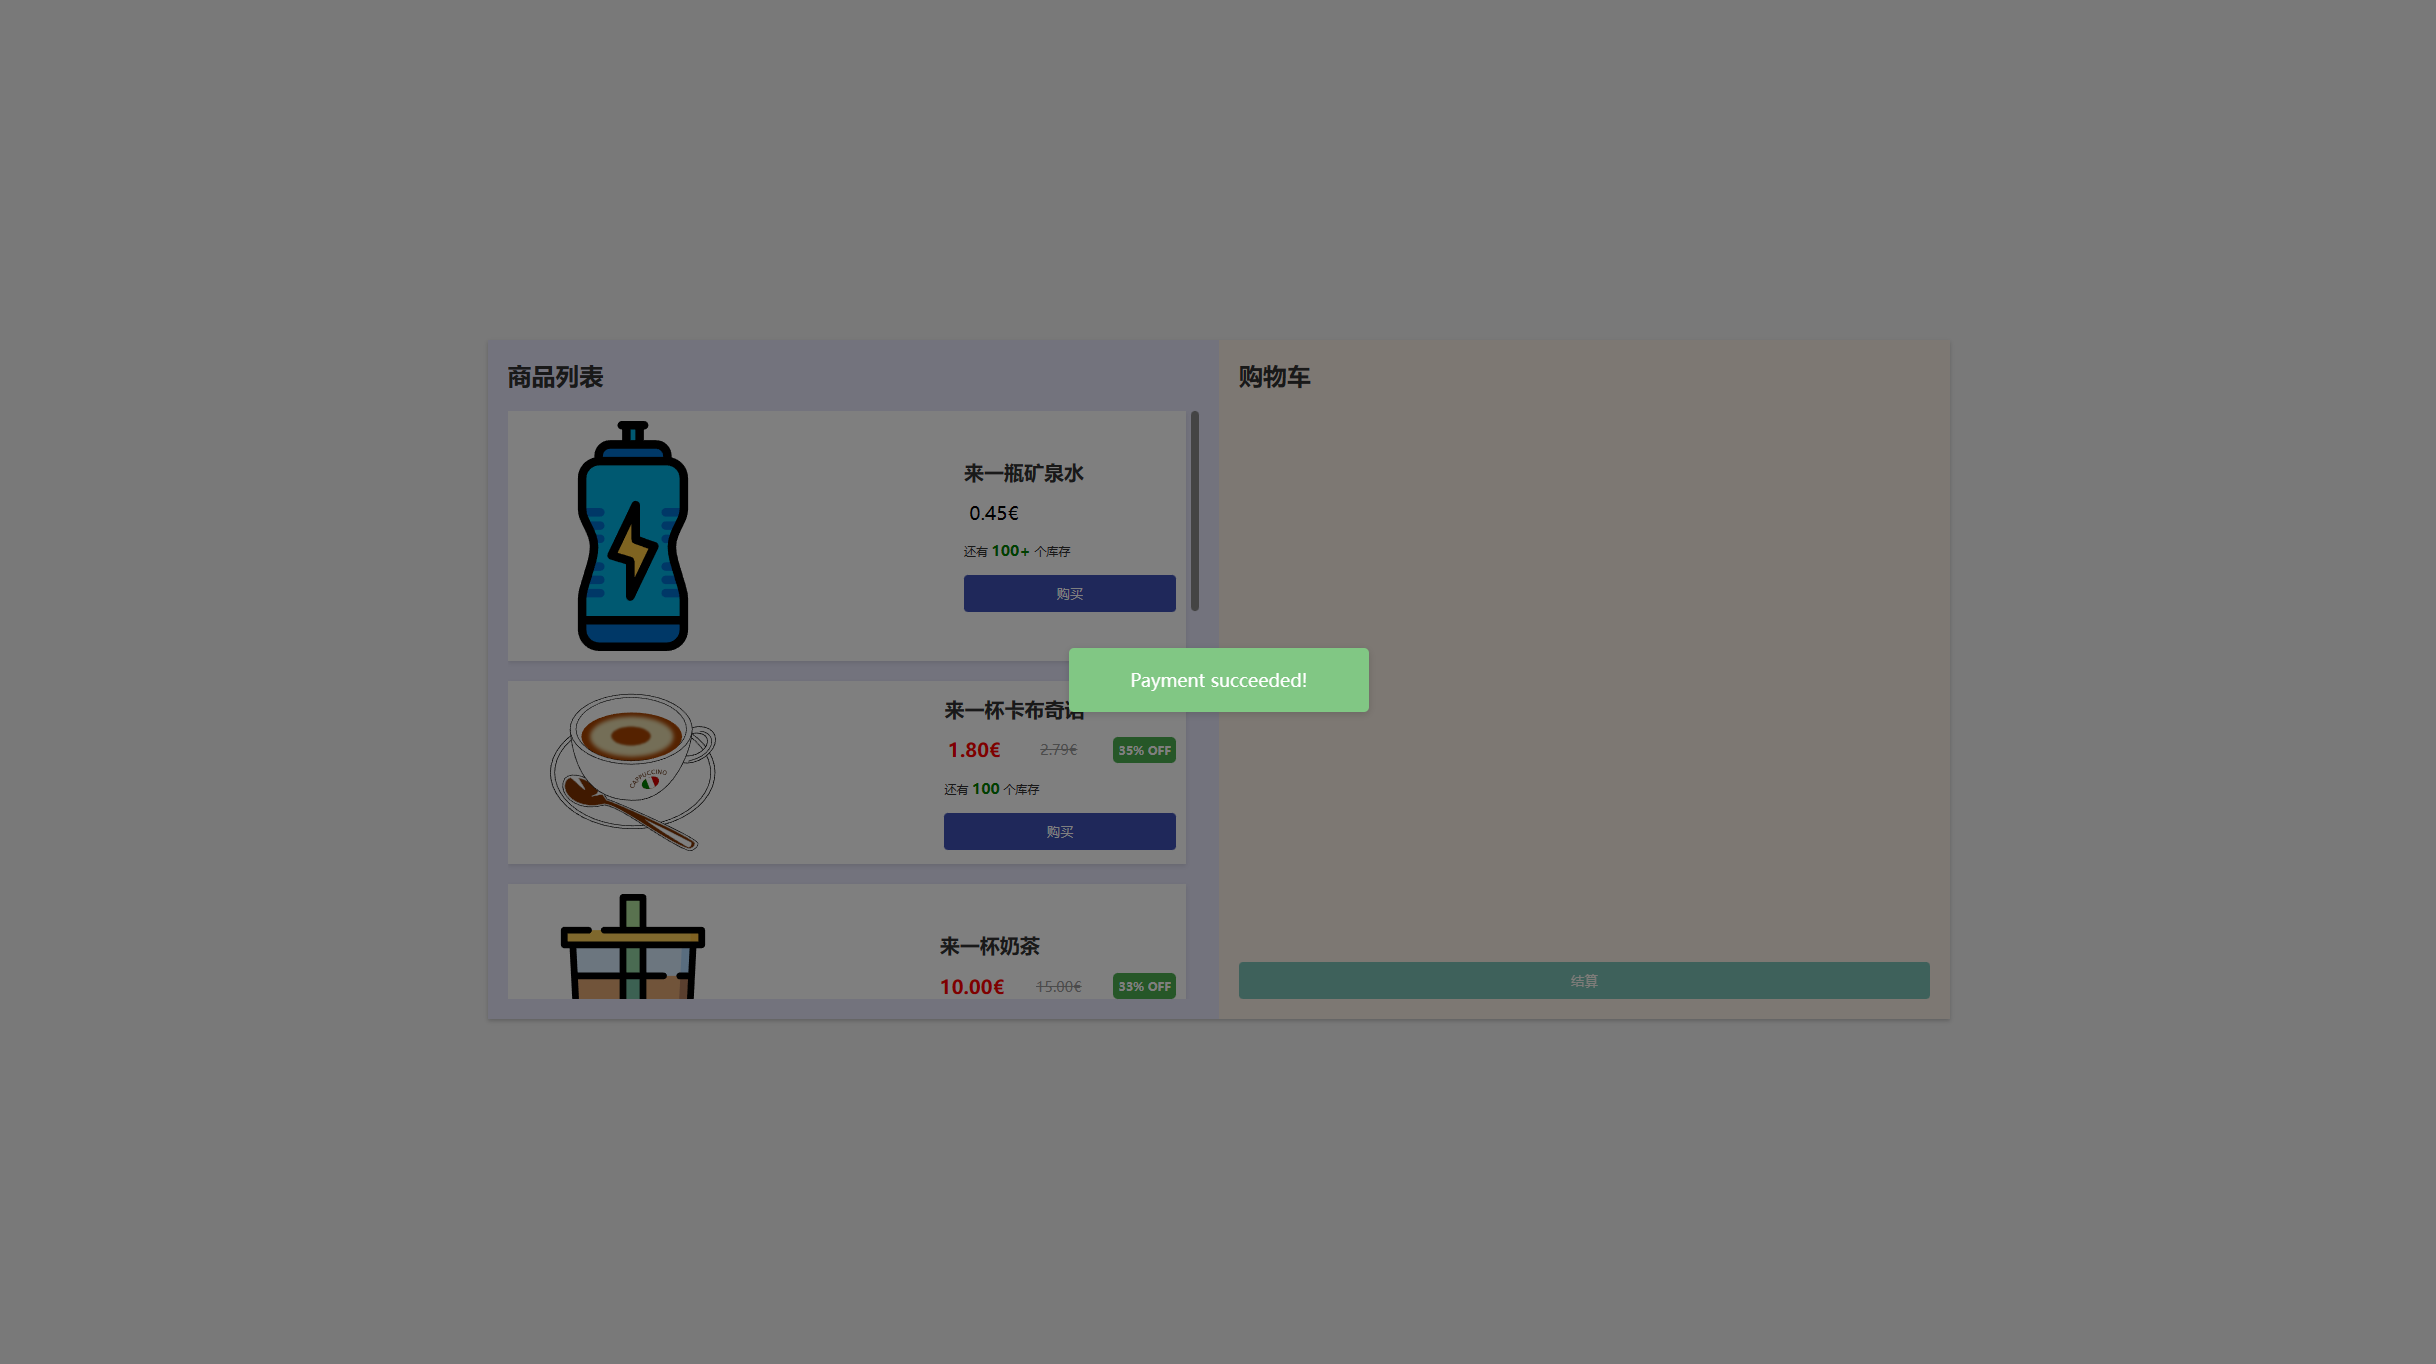 商品列表
来一瓶矿泉水
0.45€
还有 100+ 个库存
购买
CAPPUCCINO
来一杯卡布奇诺
1.80€ 2.79€ 35% OFF
还有 100 个库存
购买
来一杯奶茶
10.00€ 15.00€ 33% OFF
购物车
结算
Payment succeeded!